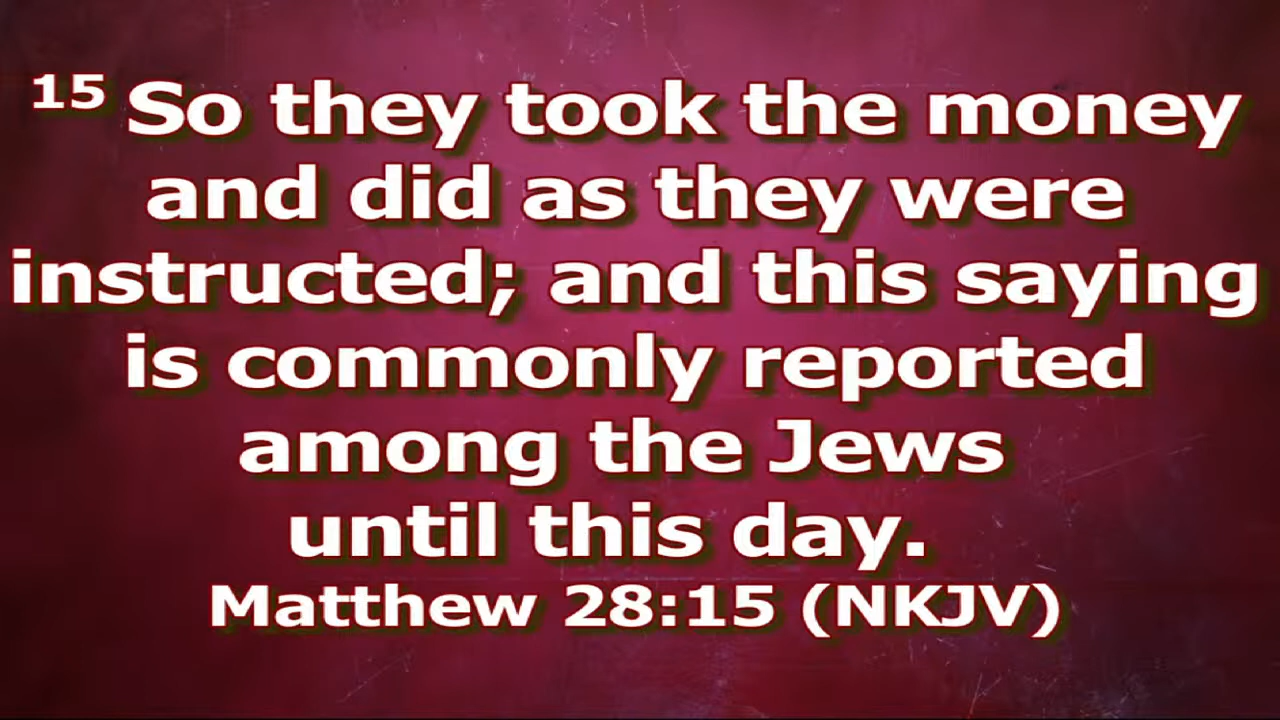 15 So they took the money
and did as they were
instructed; and this saying
is commonly reported
among the Jews
until this day.
Matthew 28:15 (NKJV)